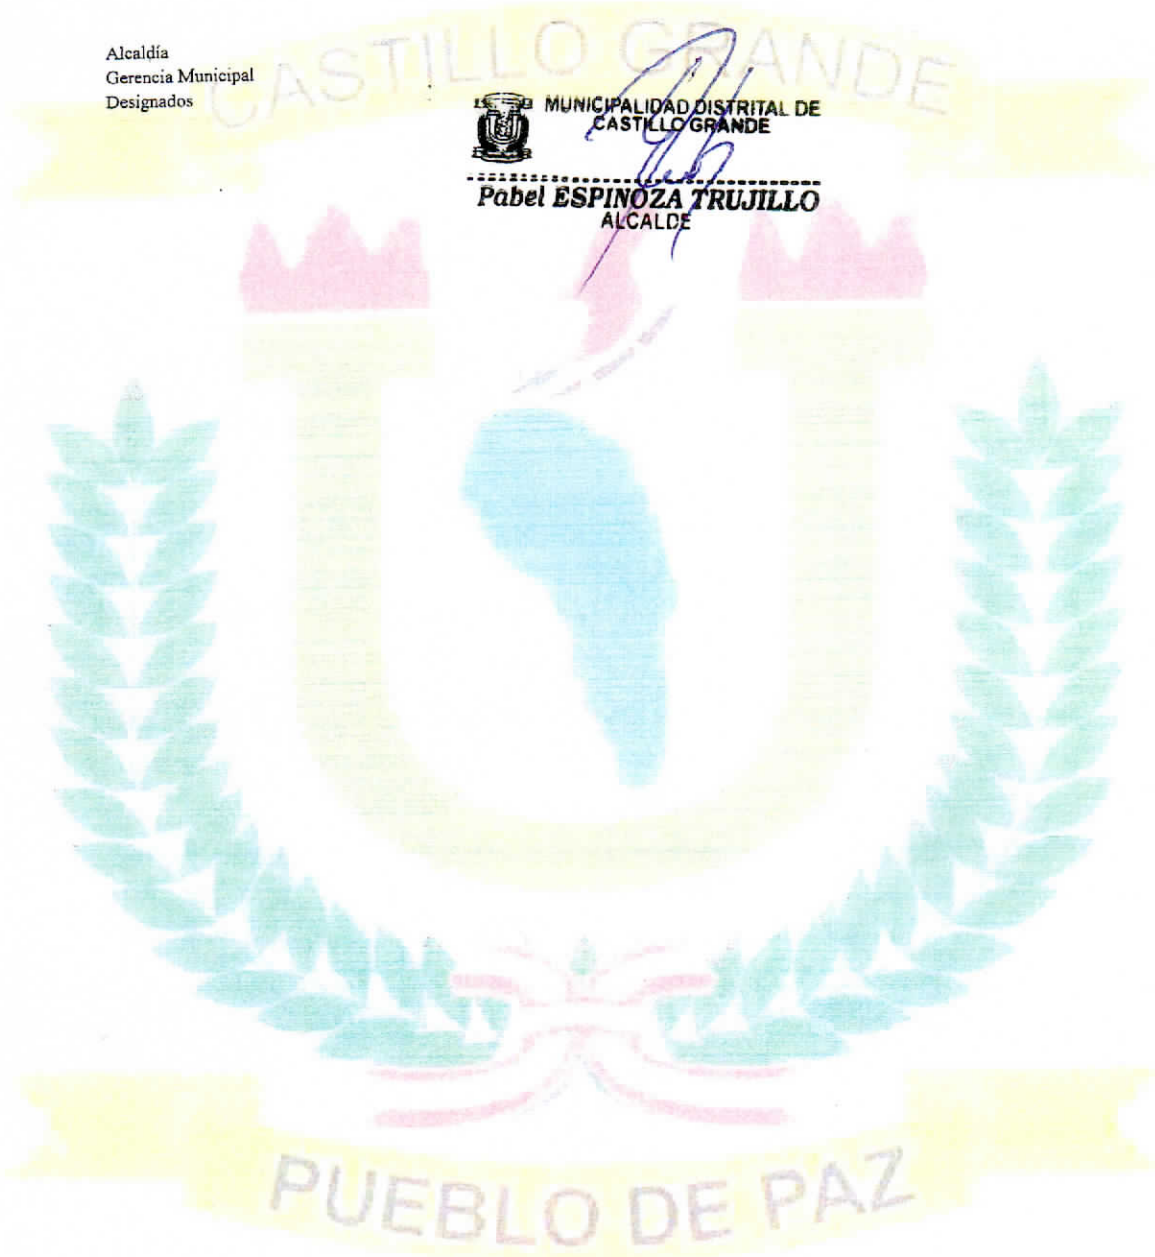 CASTILLO GRANDE
Alcaldía
Gerencia Municipal
Designados
MUNICIPALIDAD DISTRITAL DE
CASTILLO GRANDE
Pabel ESPINOZA TRUJILLO
ALCALDE
PUEBLO DE PAZ